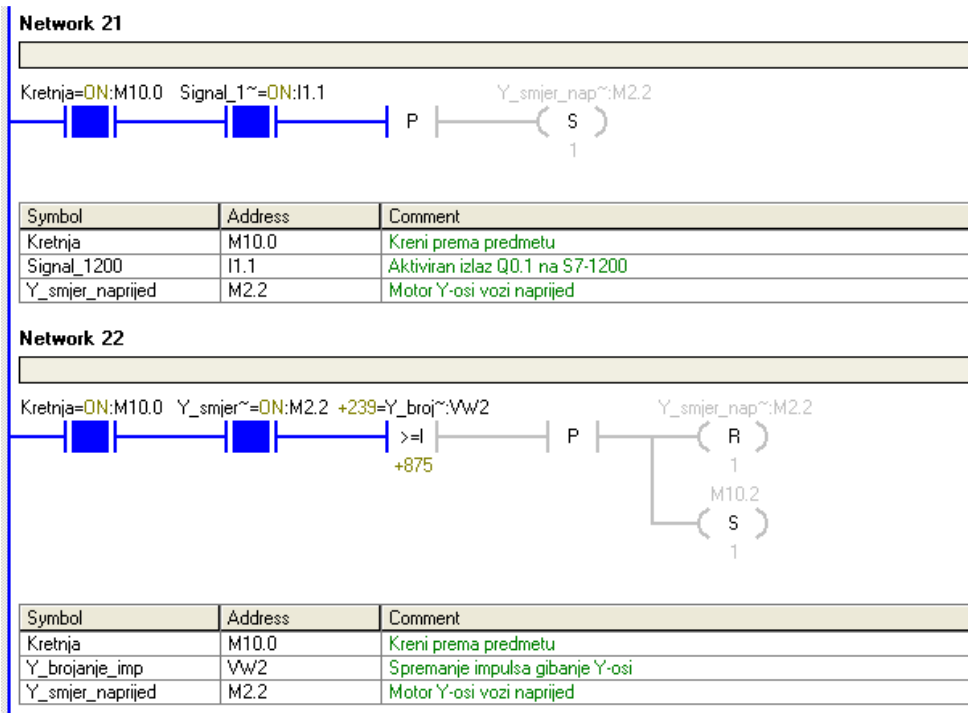 Network 21
Kretnja=ON:M10.0 Signal_1~=ON:I1.1 Y_smjer_nap~:M2.2
P S
1
Symbol Address Comment
Kretnja M10.0 Kreni prema predmetu
Signal_1200 I1.1 Aktiviran izlaz Q0.1 na S7-1200
Y_smjer_naprijed M2.2 Motor Y-osi vozi naprijed
Network 22
Kretnja=ON:M10.0 Y_smjer~=ON:M2.2 +239=Y_broj~:VW2 Y_smjer_nap~:M2.2
>=I P R
+875 1
M10.2
S
1
Symbol Address Comment
Kretnja M10.0 Kreni prema predmetu
Y_brojanje_imp VW2 Spremanje impulsa gibanje Y-osi
Y_smjer_naprijed M2.2 Motor Y-osi vozi naprijed